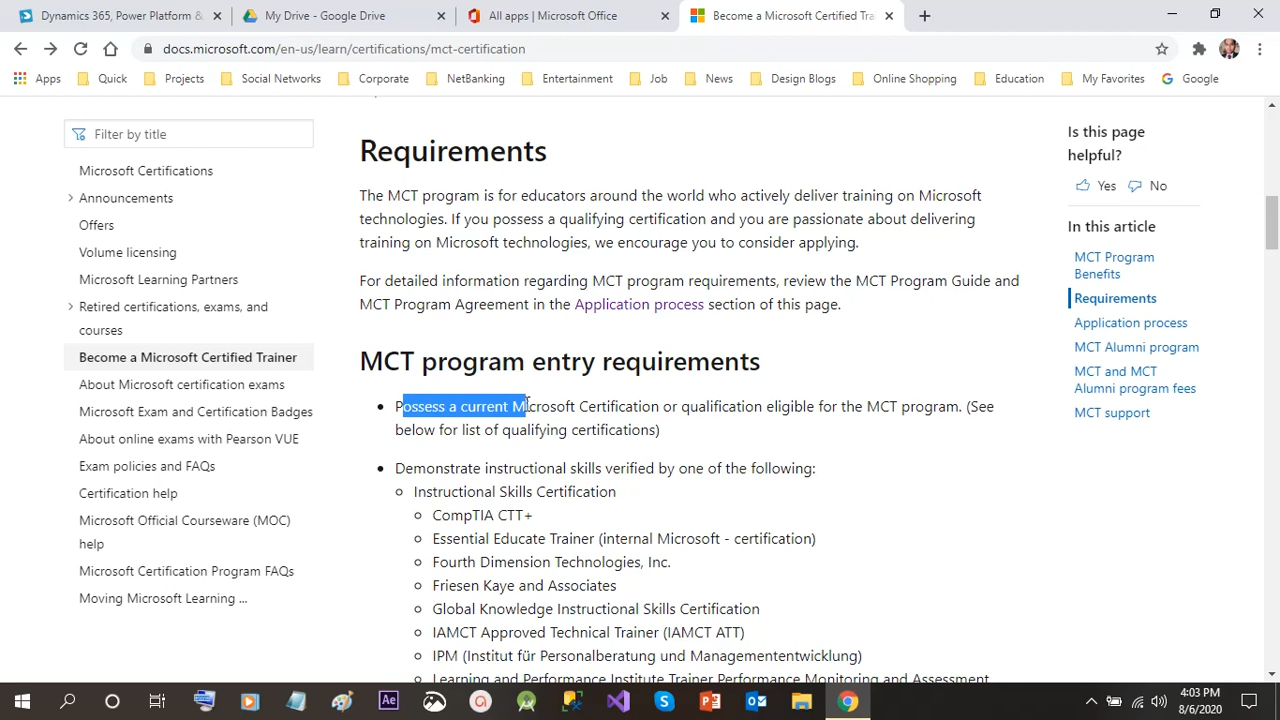 Dynamics 365, Power Platform &
My Drive - Google Drive
All apps | Microsoft Office
Become a Microsoft Certified Tra
docs.microsoft.com/en-us/learn/certifications/mct-certification
Apps
Quick
Projects
Social Networks
Corporate
NetBanking
Entertainment
Job
News
Design Blogs
Online Shopping
Education
My Favorites
Google
Filter by title
Microsoft Certifications
Announcements
Offers
Volume licensing
Microsoft Learning Partners
Retired certifications, exams, and
courses
Become a Microsoft Certified Trainer
About Microsoft certification exams
Microsoft Exam and Certification Badges
About online exams with Pearson VUE
Exam policies and FAQs
Certification help
Microsoft Official Courseware (MOC)
help
Microsoft Certification Program FAQs
Moving Microsoft Learning ...
Requirements
The MCT program is for educators around the world who actively deliver training on Microsoft
technologies. If you possess a qualifying certification and you are passionate about delivering
training on Microsoft technologies, we encourage you to consider applying.
For detailed information regarding MCT program requirements, review the MCT Program Guide and
MCT Program Agreement in the Application process section of this page.
MCT program entry requirements
• Possess a current Microsoft Certification or qualification eligible for the MCT program. (See
below for list of qualifying certifications)
• Demonstrate instructional skills verified by one of the following:
Instructional Skills Certification
CompTIA CTT+
Essential Educate Trainer (internal Microsoft - certification)
Fourth Dimension Technologies, Inc.
Friesen Kaye and Associates
Global Knowledge Instructional Skills Certification
IAMCT Approved Technical Trainer (IAMCT ATT)
IPM (Institut für Personalberatung und Managemententwicklung)
Learning and Performance Institute Trainer Performance Monitoring and Assessment
Is this page
helpful?
Yes
No
In this article
MCT Program
Benefits
Requirements
Application process
MCT Alumni program
MCT and MCT
Alumni program fees
MCT support
Ae
4:03 PM
8/6/2020